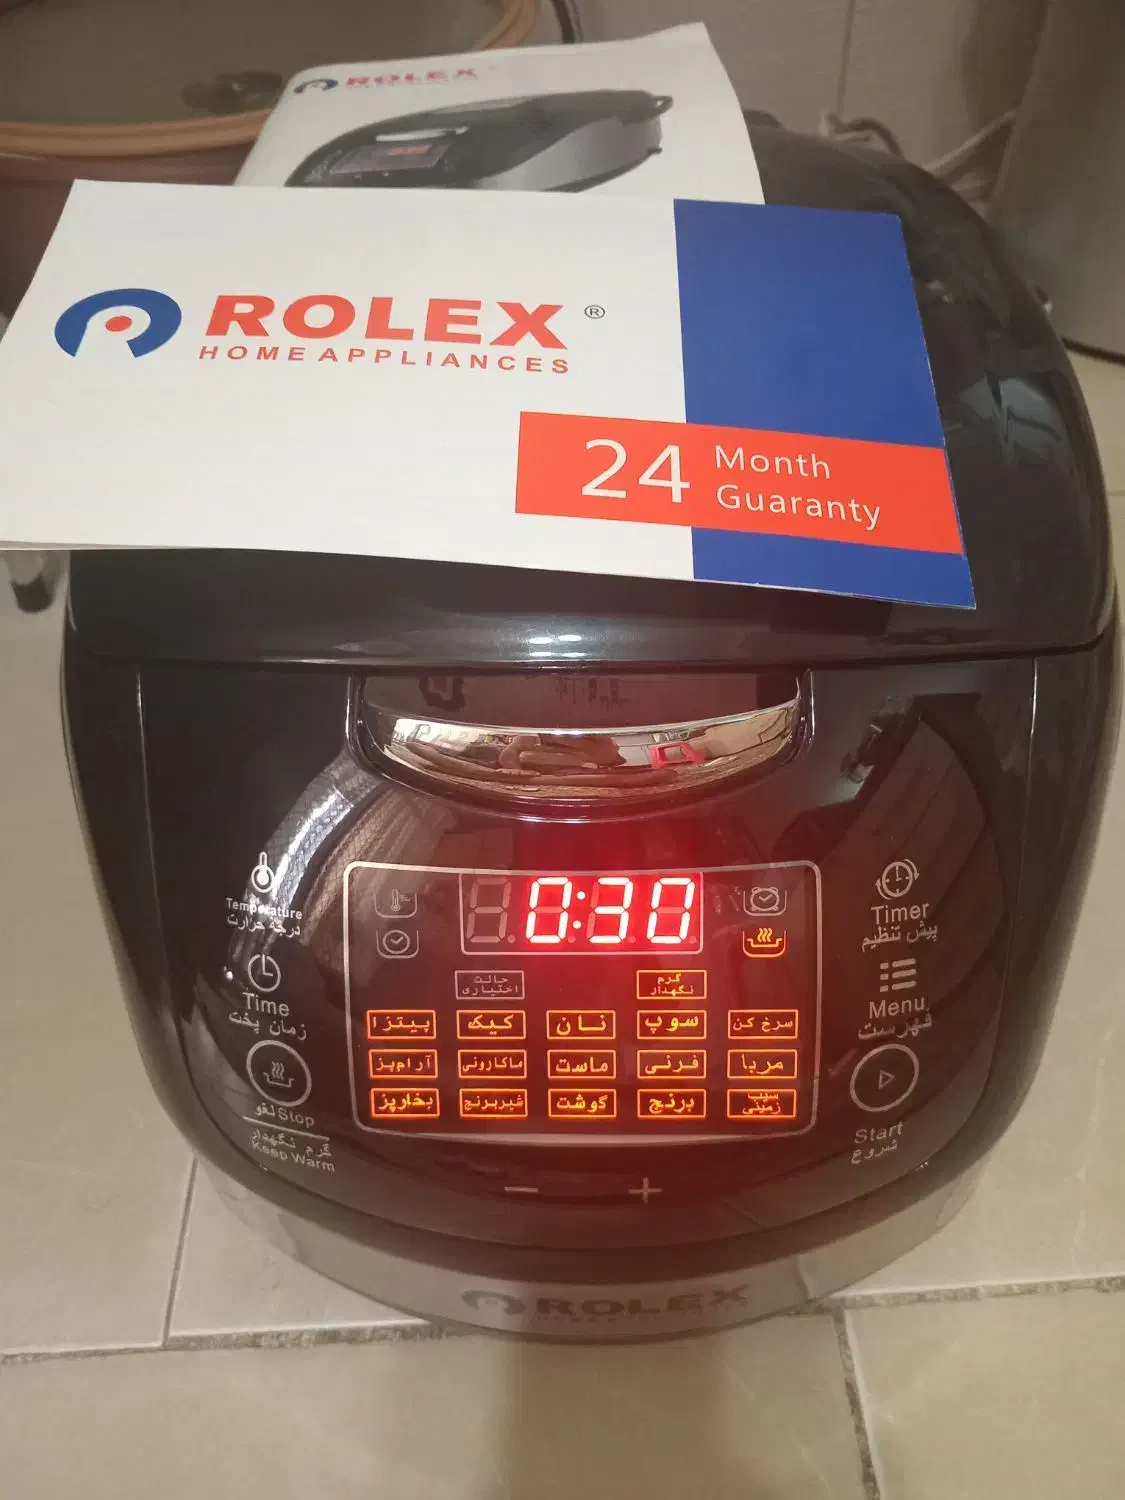 ROLEX
ROLEX ®
HOME APPLIANCES
24 Month
Guaranty
0:30
Temperature
درجة حرارت
Time
زمان پخت
لغو Stop
گرم نگهدار
Keep Warm
Timer
پیش تنظیم
Menu
فهرست
Start
شروع
حالت اختیاری
گرم نگهدار
پیتزا کیک نان سوپ سرخ کن
آرام‌پز ماکارونی ماست فرنی مربا
بخارپز شیربرنج گوشت برنج سیب زمینی
− +
ROLEX